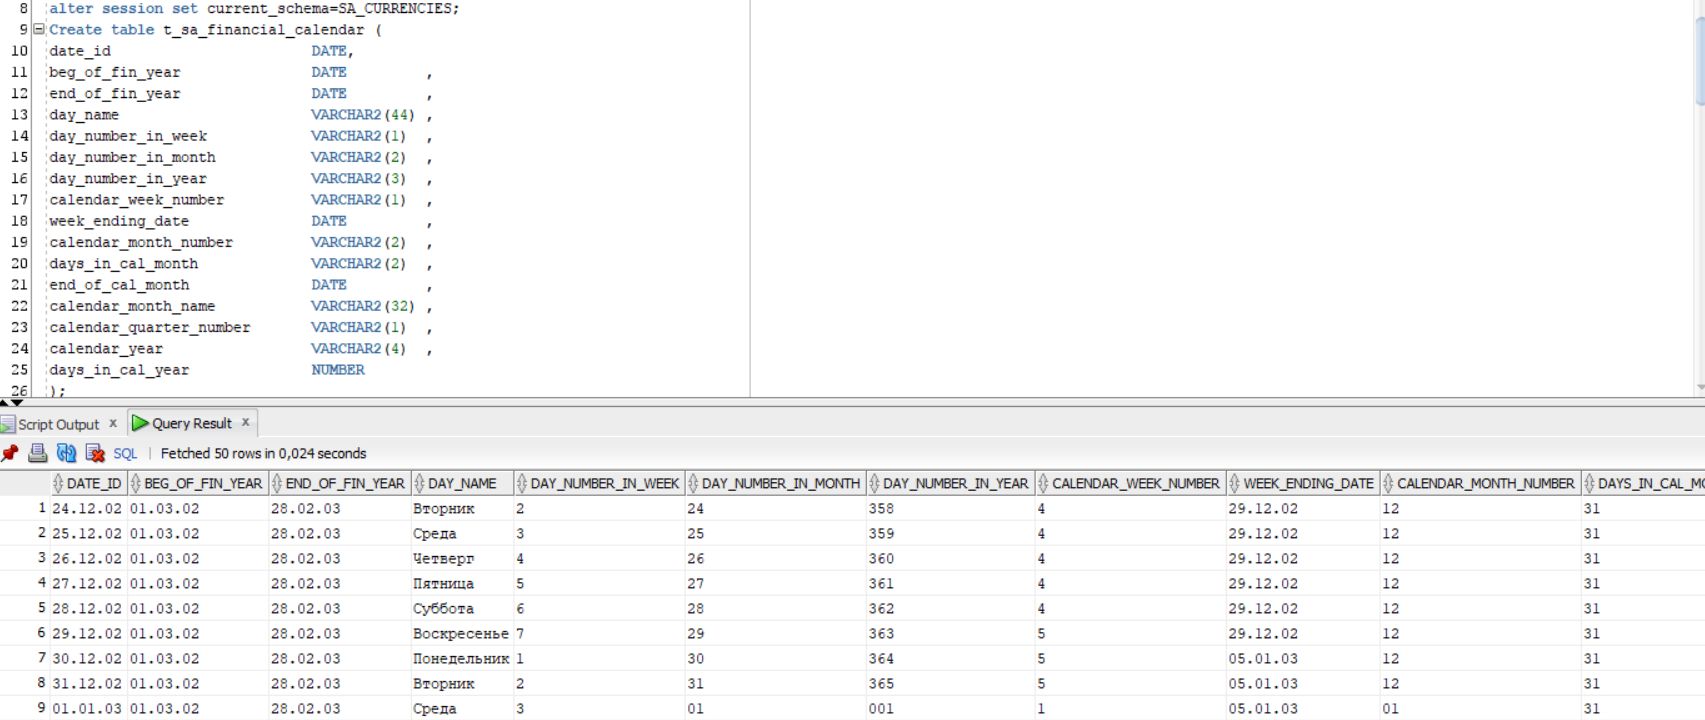 8 alter session set current_schema=SA_CURRENCIES;
9 Create table t_sa_financial_calendar (
10 date_id DATE,
11 beg_of_fin_year DATE ,
12 end_of_fin_year DATE ,
13 day_name VARCHAR2(44) ,
14 day_number_in_week VARCHAR2(1) ,
15 day_number_in_month VARCHAR2(2) ,
16 day_number_in_year VARCHAR2(3) ,
17 calendar_week_number VARCHAR2(1) ,
18 week_ending_date DATE ,
19 calendar_month_number VARCHAR2(2) ,
20 days_in_cal_month VARCHAR2(2) ,
21 end_of_cal_month DATE ,
22 calendar_month_name VARCHAR2(32) ,
23 calendar_quarter_number VARCHAR2(1) ,
24 calendar_year VARCHAR2(4) ,
25 days_in_cal_year NUMBER
26 );
Script Output x Query Result x
SQL | Fetched 50 rows in 0,024 seconds
DATE_ID BEG_OF_FIN_YEAR END_OF_FIN_YEAR DAY_NAME DAY_NUMBER_IN_WEEK DAY_NUMBER_IN_MONTH DAY_NUMBER_IN_YEAR CALENDAR_WEEK_NUMBER WEEK_ENDING_DATE CALENDAR_MONTH_NUMBER DAYS_IN_CAL_MO
1 24.12.02 01.03.02 28.02.03 Вторник 2 24 358 4 29.12.02 12 31
2 25.12.02 01.03.02 28.02.03 Среда 3 25 359 4 29.12.02 12 31
3 26.12.02 01.03.02 28.02.03 Четверг 4 26 360 4 29.12.02 12 31
4 27.12.02 01.03.02 28.02.03 Пятница 5 27 361 4 29.12.02 12 31
5 28.12.02 01.03.02 28.02.03 Суббота 6 28 362 4 29.12.02 12 31
6 29.12.02 01.03.02 28.02.03 Воскресенье 7 29 363 5 29.12.02 12 31
7 30.12.02 01.03.02 28.02.03 Понедельник 1 30 364 5 05.01.03 12 31
8 31.12.02 01.03.02 28.02.03 Вторник 2 31 365 5 05.01.03 12 31
9 01.01.03 01.03.02 28.02.03 Среда 3 01 001 1 05.01.03 01 31